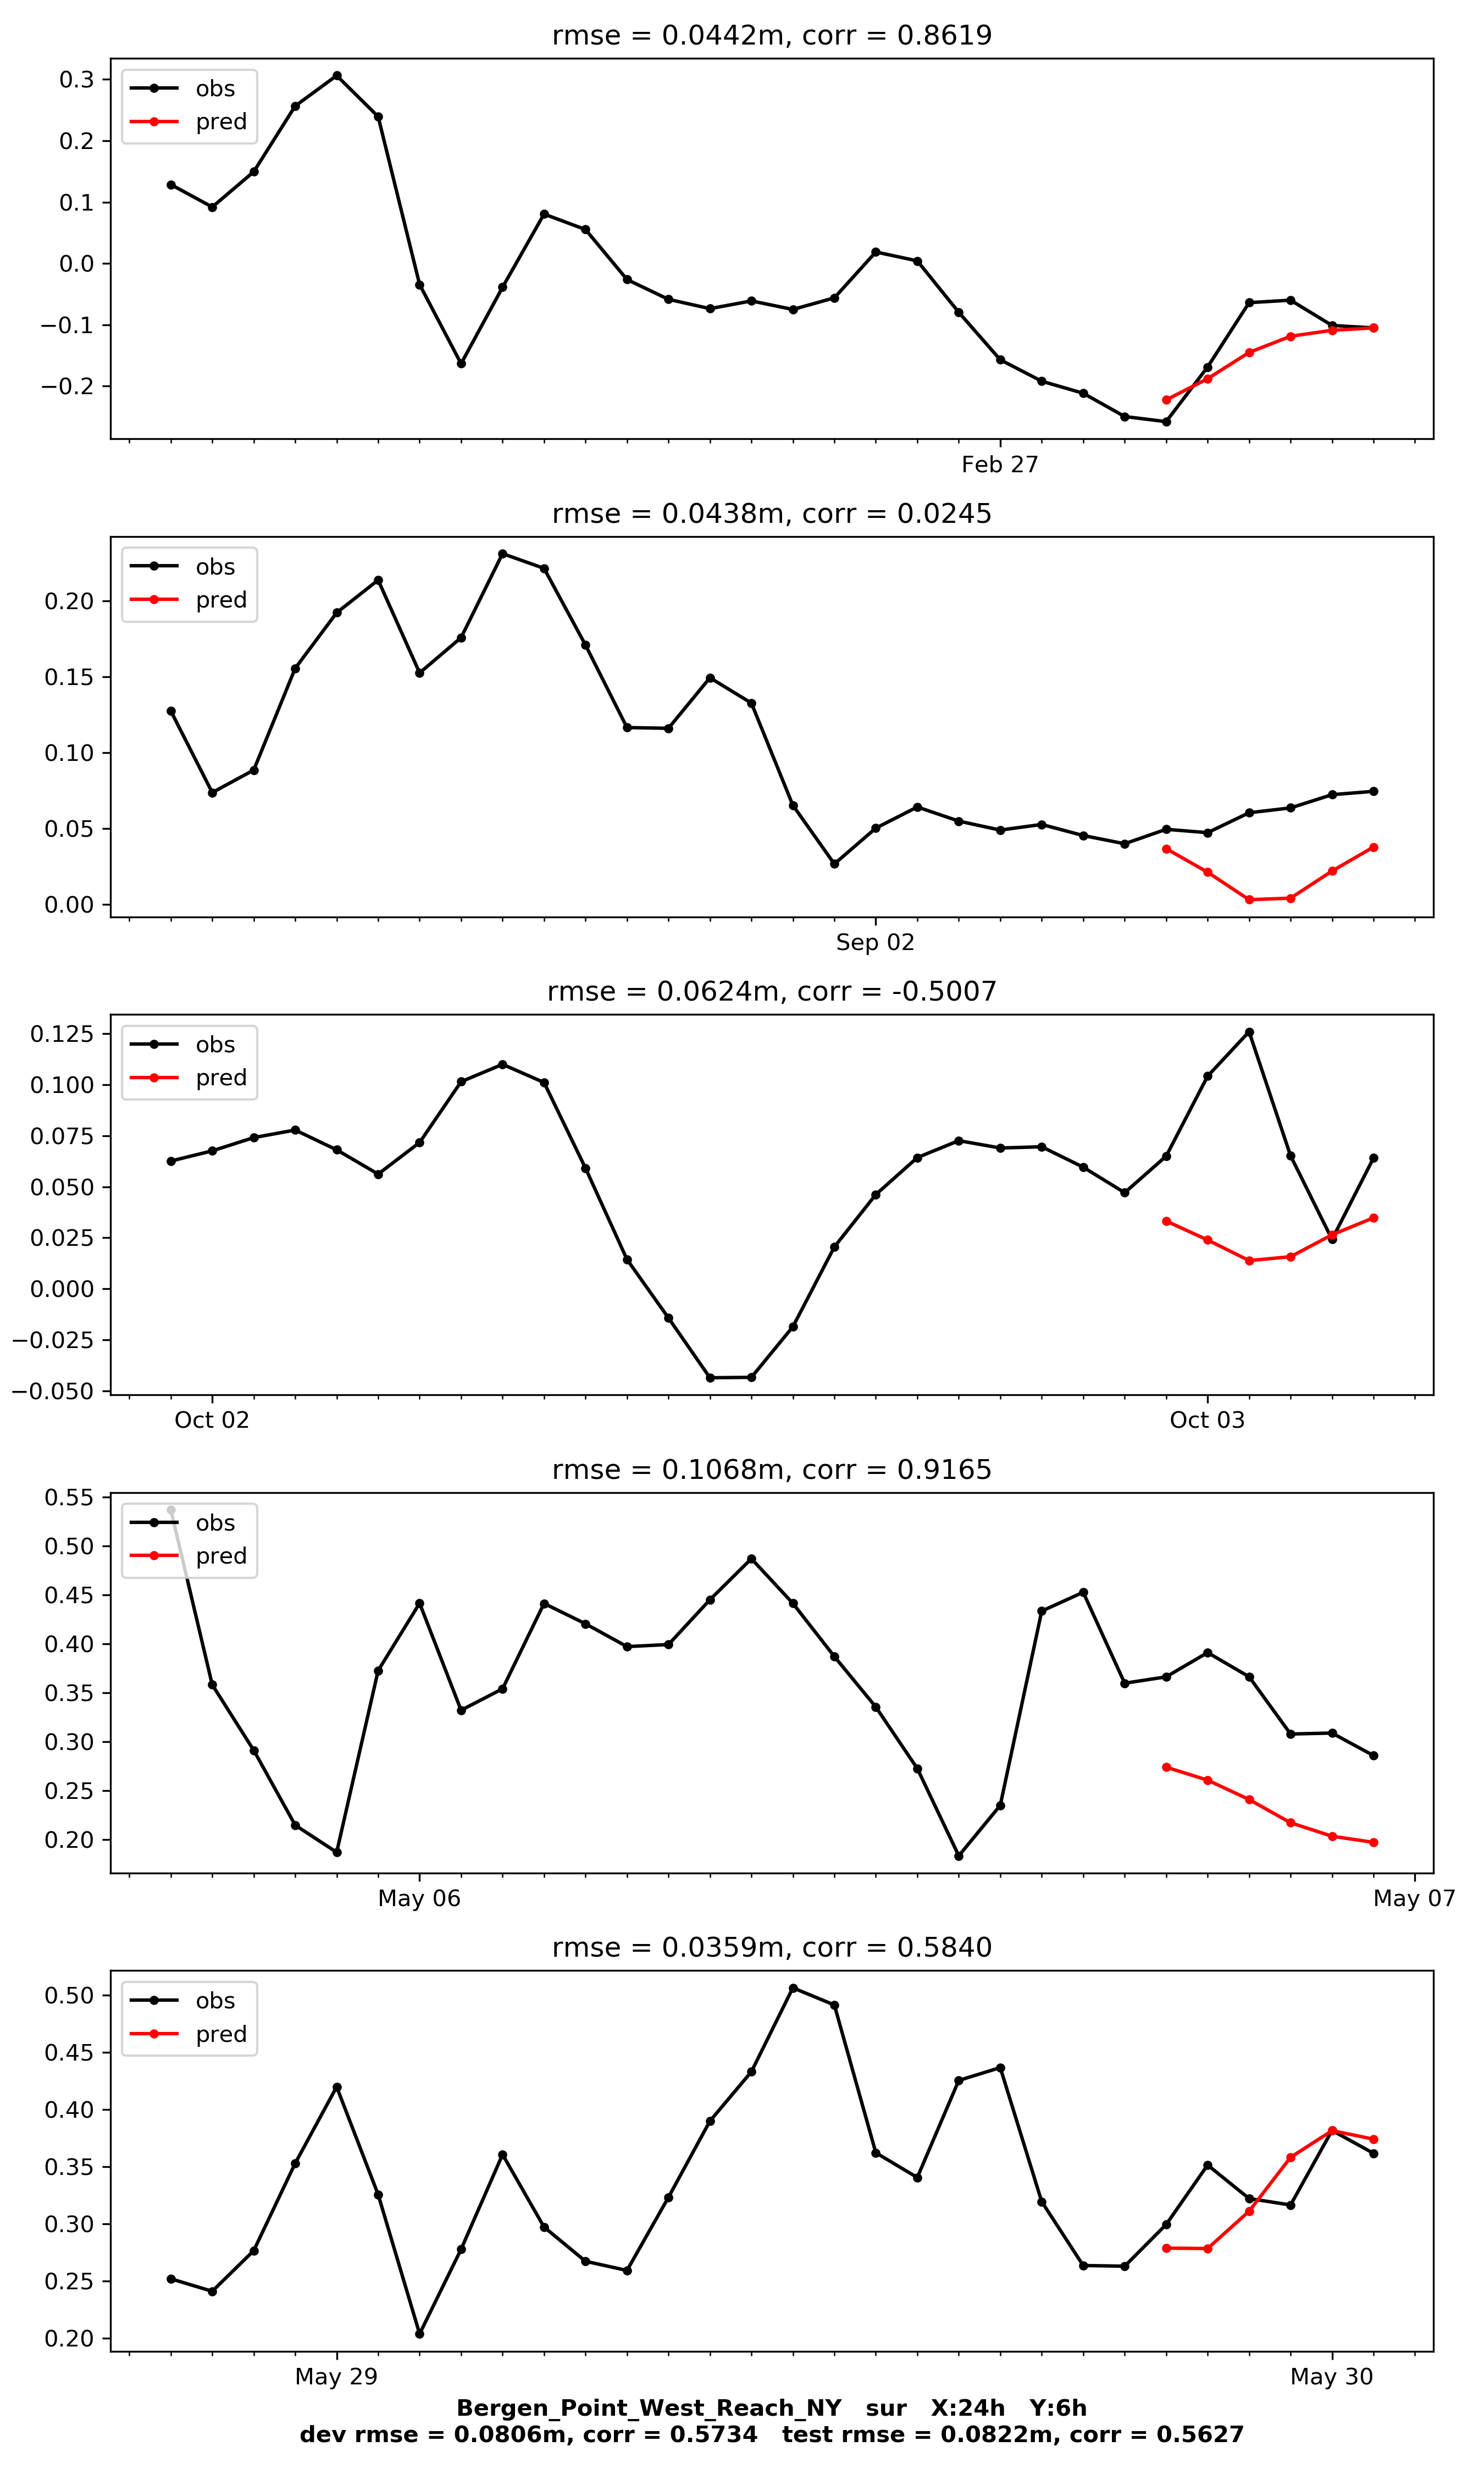 rmse = 0.0442m, corr = 0.8619
obs
pred
0.3
0.2
0.1
0.0
−0.1
−0.2
Feb 27
rmse = 0.0438m, corr = 0.0245
obs
pred
0.20
0.15
0.10
0.05
0.00
Sep 02
rmse = 0.0624m, corr = -0.5007
obs
pred
0.125
0.100
0.075
0.050
0.025
0.000
−0.025
−0.050
Oct 02 Oct 03
rmse = 0.1068m, corr = 0.9165
obs
pred
0.55
0.50
0.45
0.40
0.35
0.30
0.25
0.20
May 06 May 07
rmse = 0.0359m, corr = 0.5840
obs
pred
0.50
0.45
0.40
0.35
0.30
0.25
0.20
May 29 May 30
Bergen_Point_West_Reach_NY sur X:24h Y:6h
dev rmse = 0.0806m, corr = 0.5734 test rmse = 0.0822m, corr = 0.5627